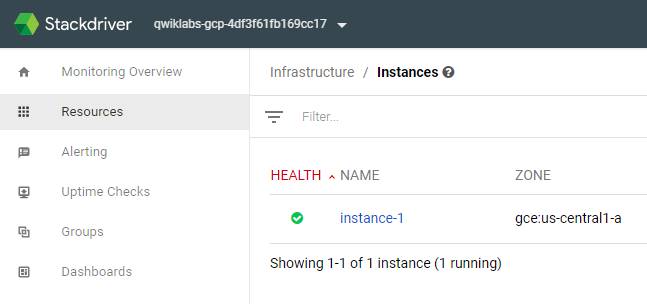 Stackdriver qwiklabs-gcp-4df3f61fb169cc17
Monitoring Overview
Resources
Alerting
Uptime Checks
Groups
Dashboards
Infrastructure / Instances ?
Filter...
HEALTH NAME ZONE
instance-1 gce:us-central1-a
Showing 1-1 of 1 instance (1 running)